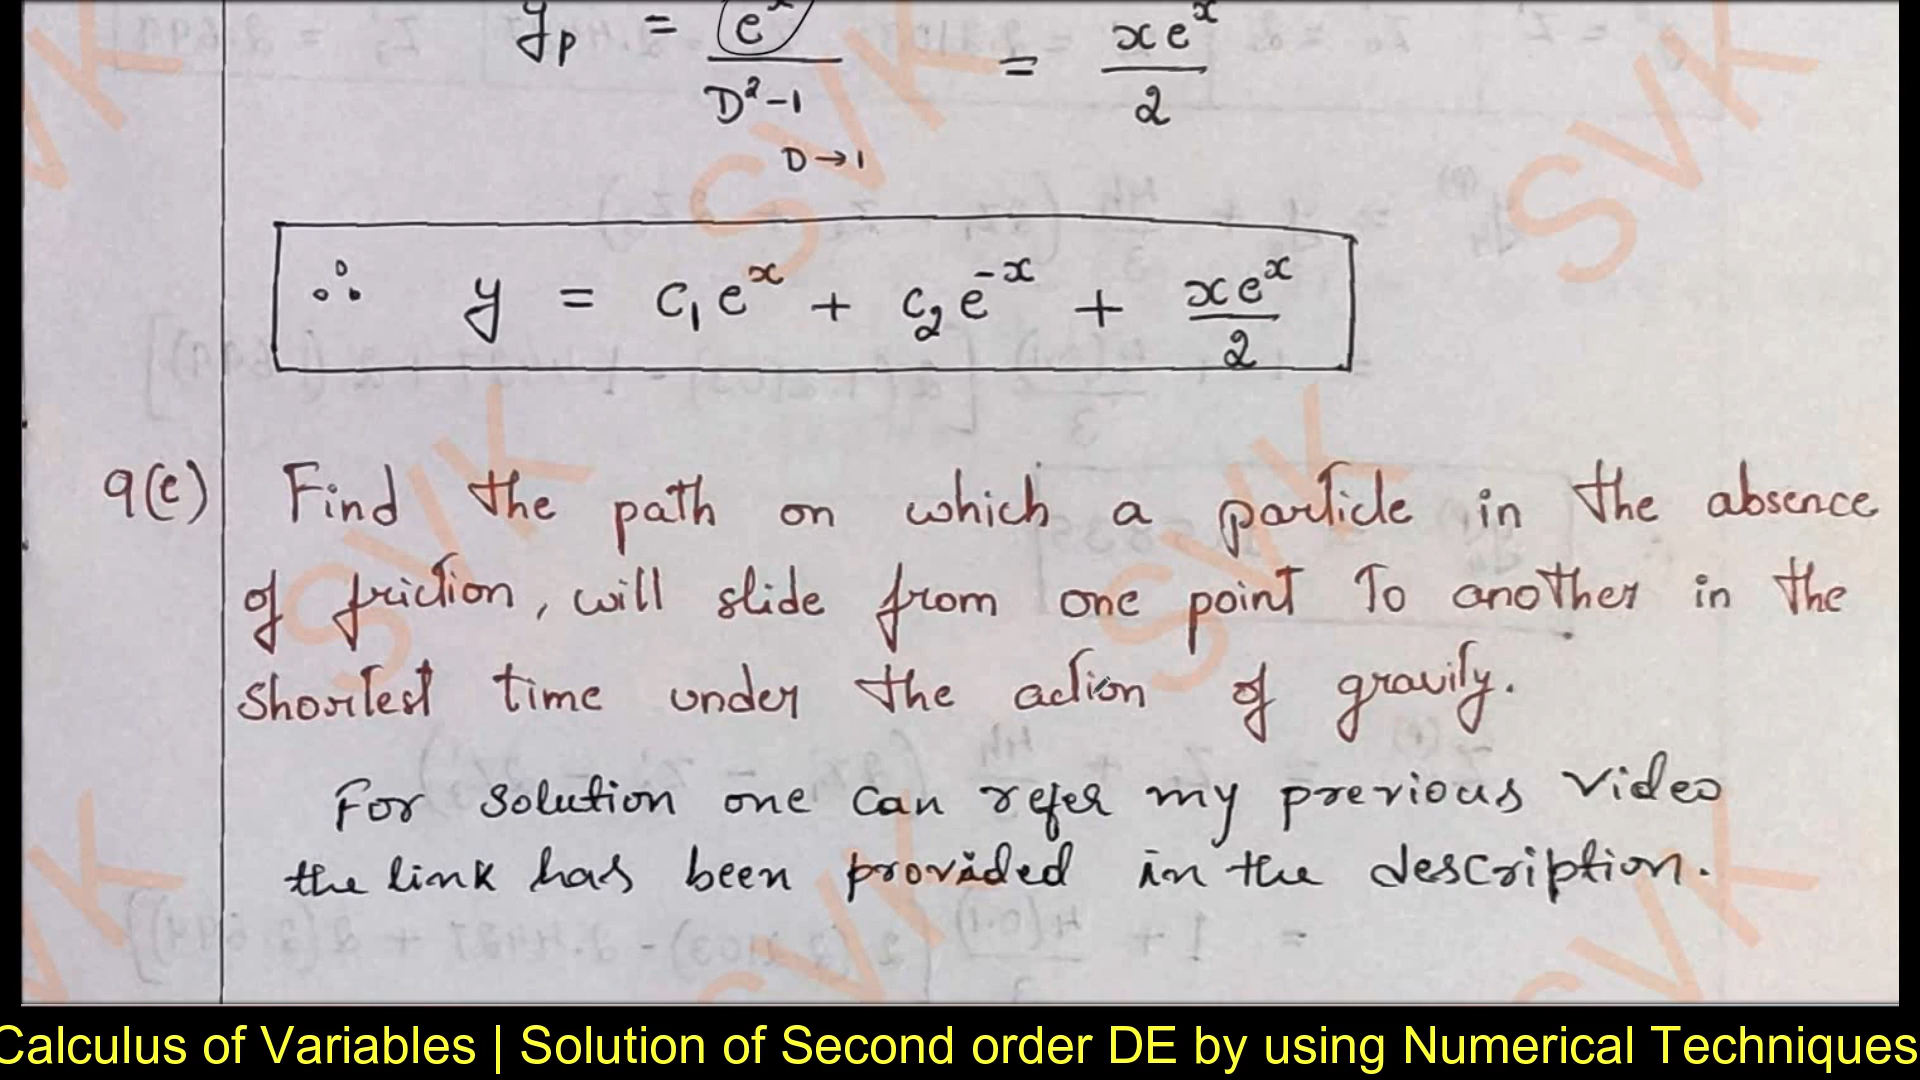 yp = e^x / D²-1 = xe^x / 2
D→1
∴ y = c₁e^x + c₂e^-x + xe^x / 2
9(c) Find the path on which a particle in the absence
of friction, will slide from one point To another in the
Shortest time under the action of gravity.
For solution one can refer my previous video
the link has been provided in the description.
SVK
Calculus of Variables | Solution of Second order DE by using Numerical Techniques